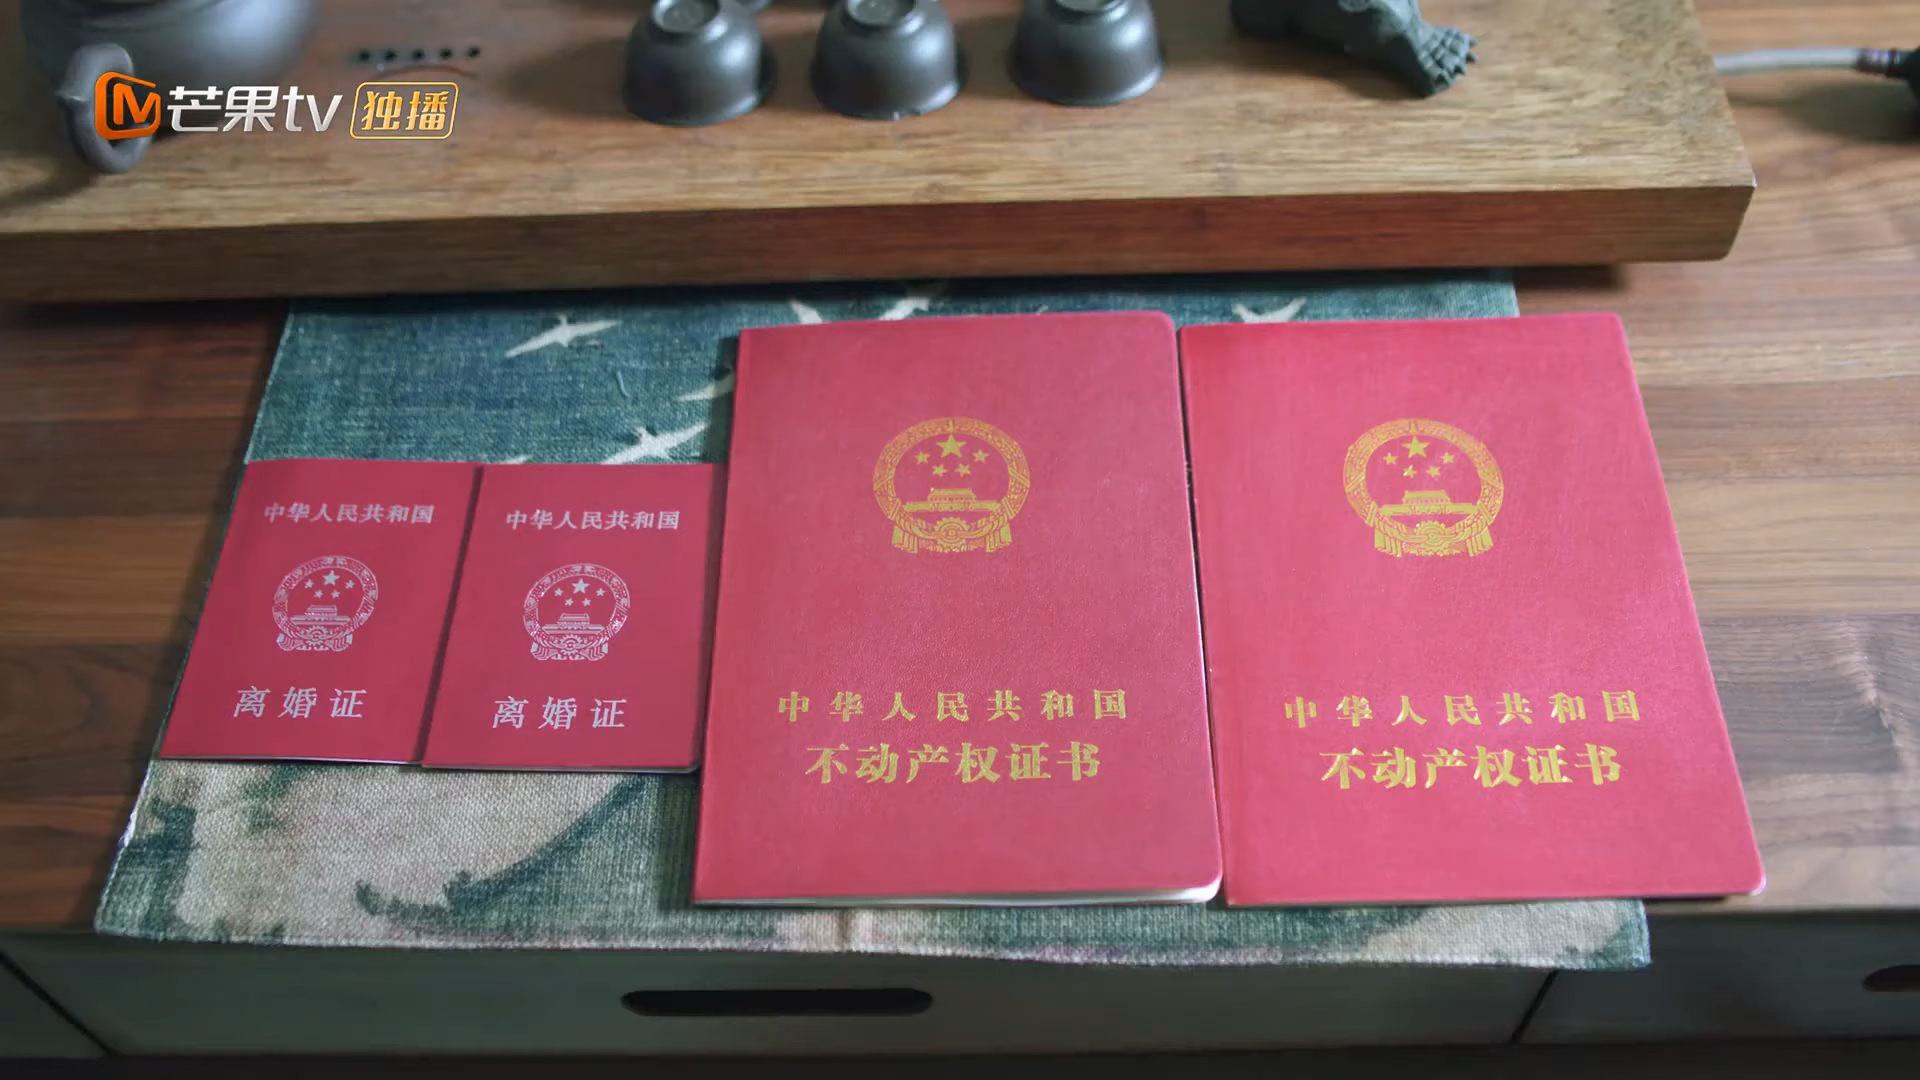 芒果tv 独播
中华人民共和国
离婚证
中华人民共和国
离婚证
中华人民共和国
不动产权证书
中华人民共和国
不动产权证书